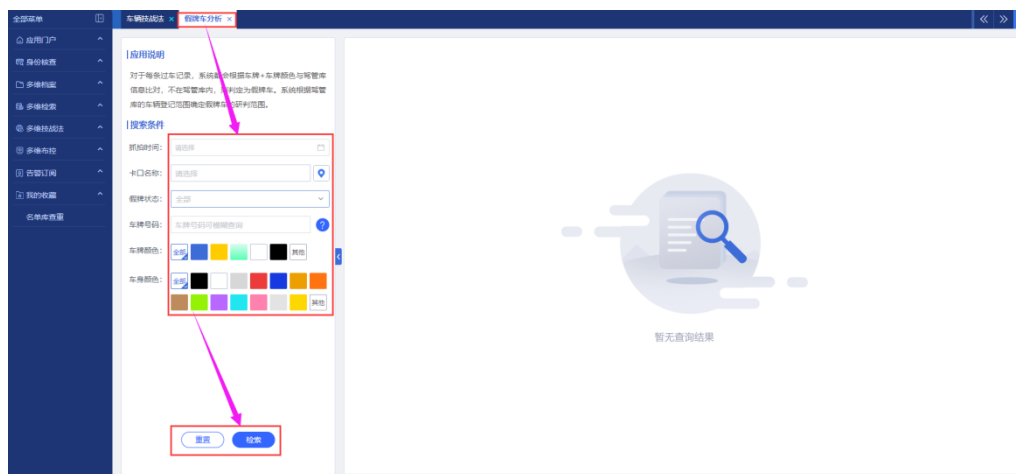 全部菜单
车辆技战法 ×
假牌车分析 ×
应用门户
身份核查
多维档案
多维检索
多维技战法
多维布控
告警订阅
我的收藏
名单库查重
应用说明
对于每条过车记录，系统都会根据车牌+车牌颜色与驾管库
信息比对，不在驾管库内，则判定为假牌车。系统根据驾管
库的车辆登记范围确定假牌车的研判范围。
搜索条件
抓拍时间： 请选择
卡口名称： 请选择
假牌状态： 全部
车牌号码： 车牌号码可模糊查询 ?
车牌颜色： 全部 其他
车身颜色： 全部
其他
重置 检索
暂无查询结果